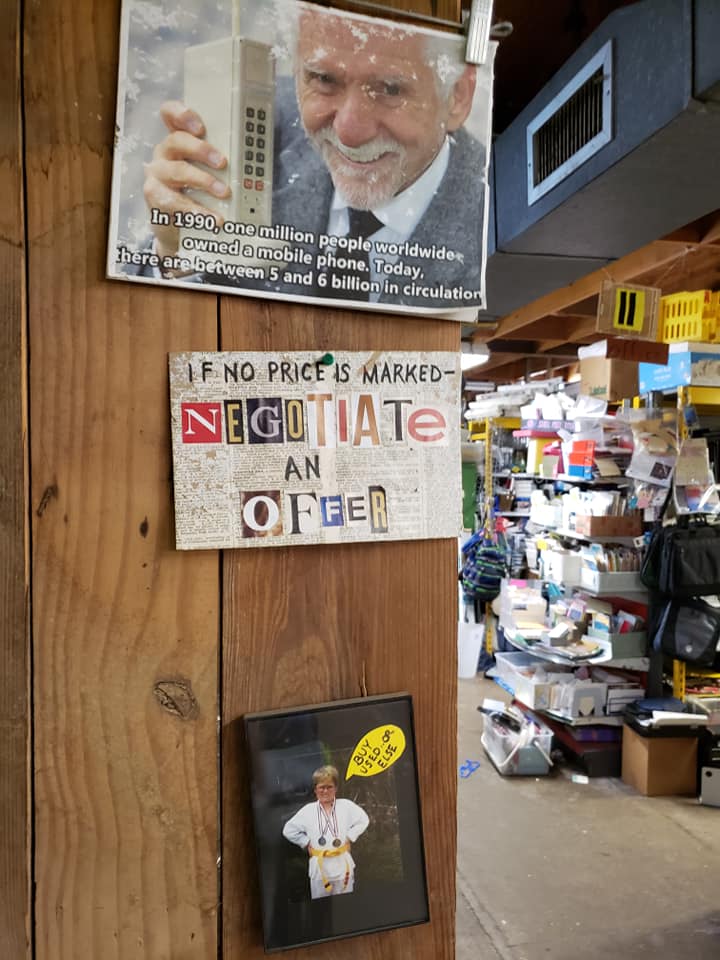 In 1990, one million people worldwide
owned a mobile phone. Today,
there are between 5 and 6 billion in circulation
IF NO PRICE IS MARKED-
NEGOTIATe
AN
OFFER
BUY
USED OR
ELSE
11